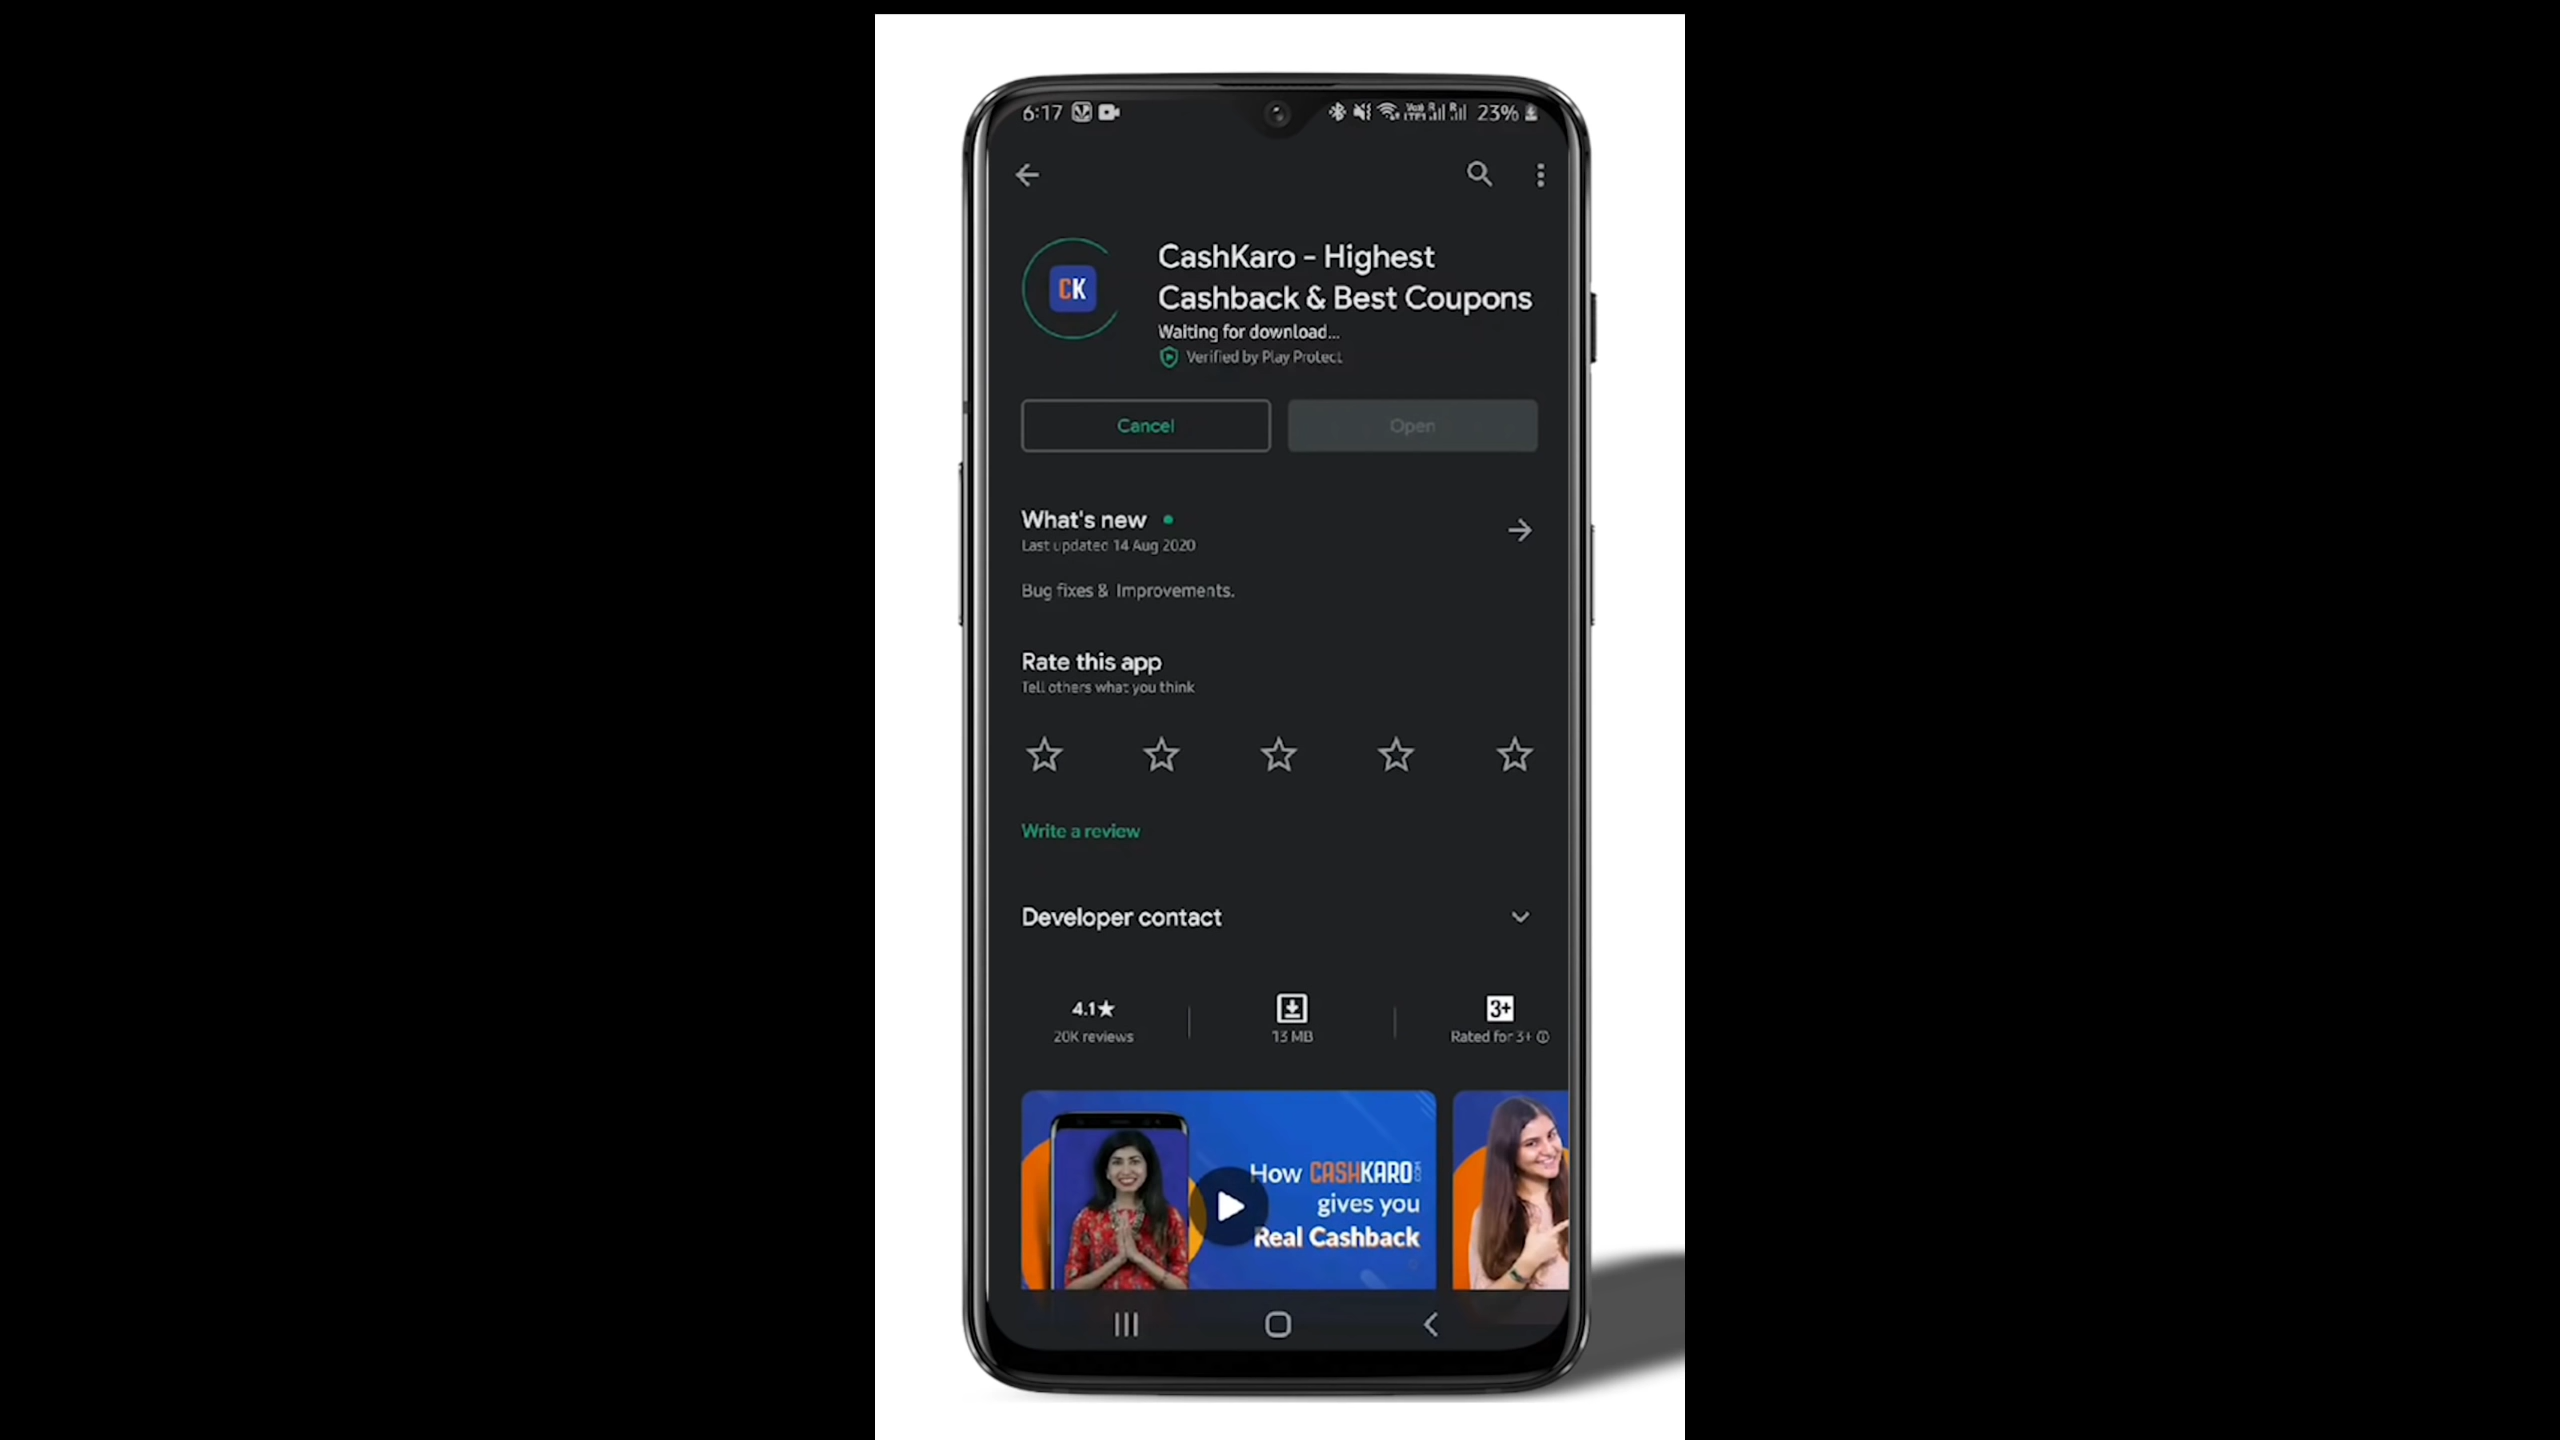 6:17
23%
CK
CashKaro - Highest
Cashback & Best Coupons
Waiting for download...
Verified by Play Protect
Cancel
Open
What's new
Last updated 14 Aug 2020
Bug fixes & Improvements.
Rate this app
Tell others what you think
Write a review
Developer contact
4.1★
20K reviews
13 MB
3+
Rated for 3+
How CASHKARO.COM
gives you
Real Cashback